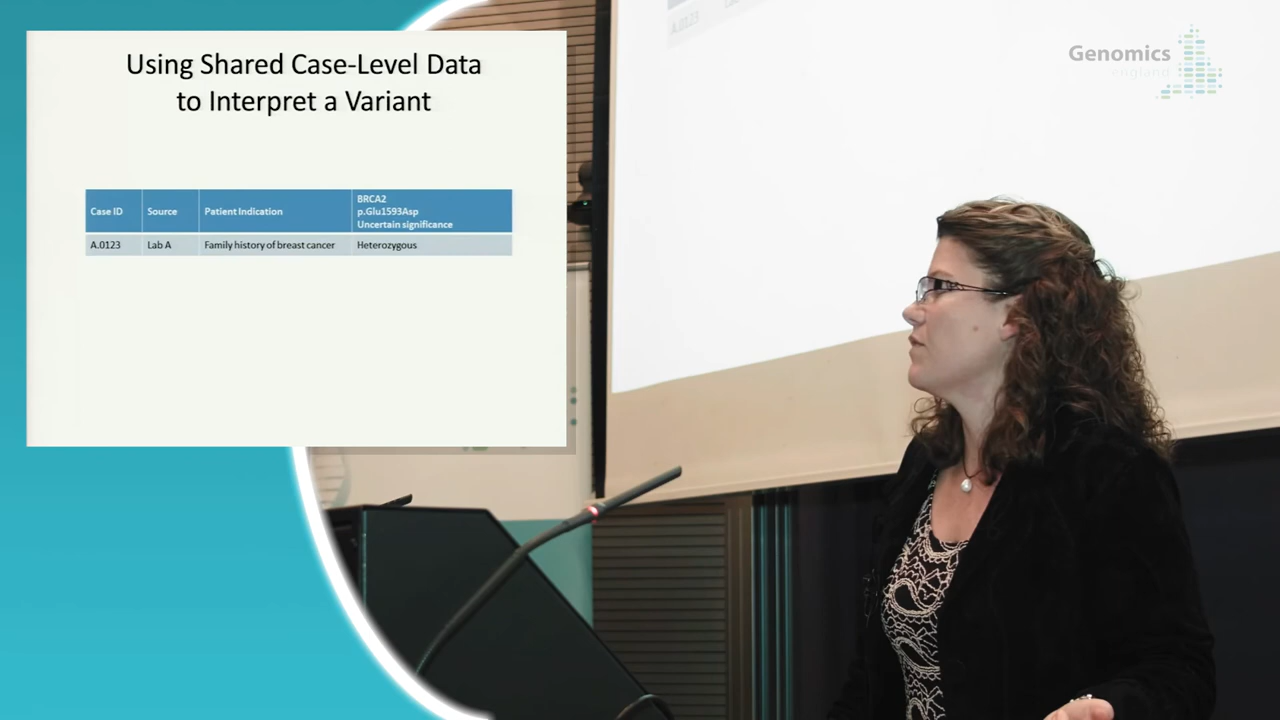 Using Shared Case-Level Data
to Interpret a Variant
Case ID Source Patient Indication BRCA2
p.Glu1593Asp
Uncertain significance
A.0123 Lab A Family history of breast cancer Heterozygous
A.0123
Genomics
england